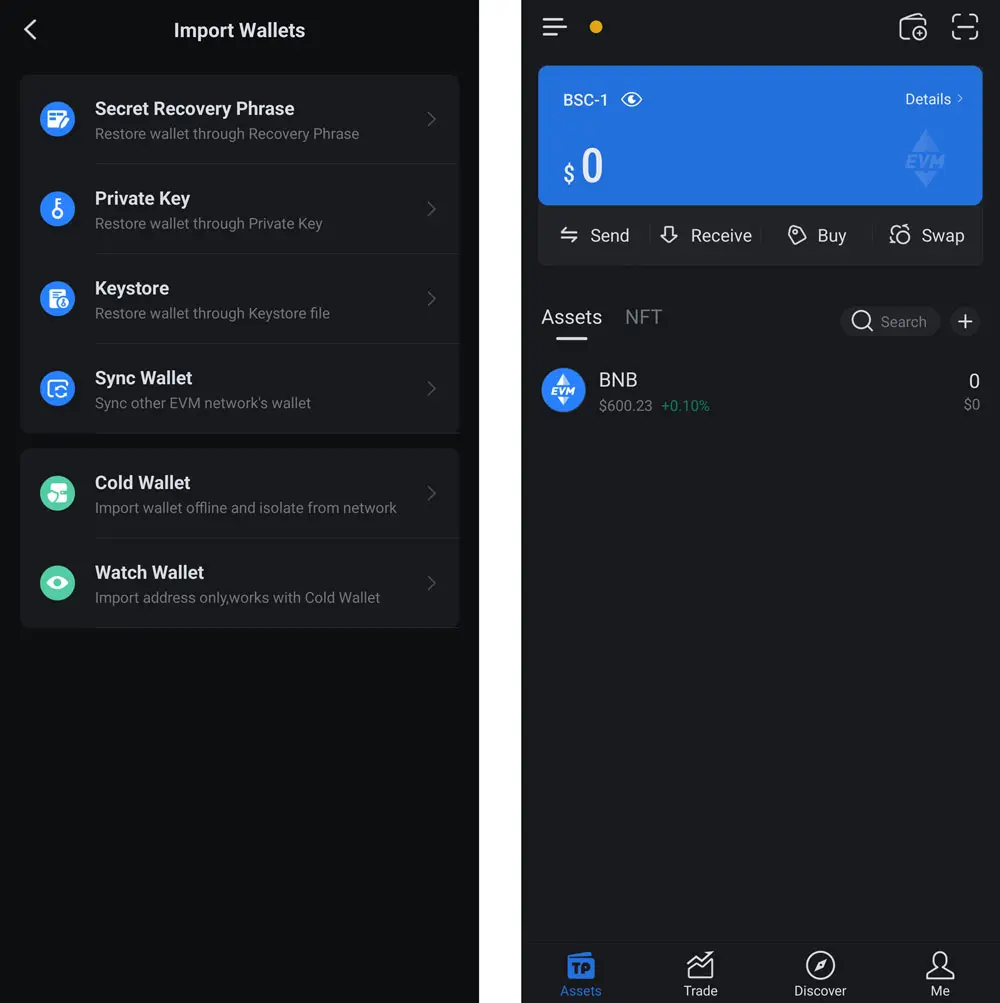 Import Wallets
Secret Recovery Phrase
Restore wallet through Recovery Phrase
Private Key
Restore wallet through Private Key
Keystore
Restore wallet through Keystore file
Sync Wallet
Sync other EVM network's wallet
Cold Wallet
Import wallet offline and isolate from network
Watch Wallet
Import address only,works with Cold Wallet
BSC-1
Details
$ 0
EVM
Send
Receive
Buy
Swap
Assets
NFT
Search
EVM
BNB
0
$600.23 +0.10%
$0
TP
Assets
Trade
Discover
Me